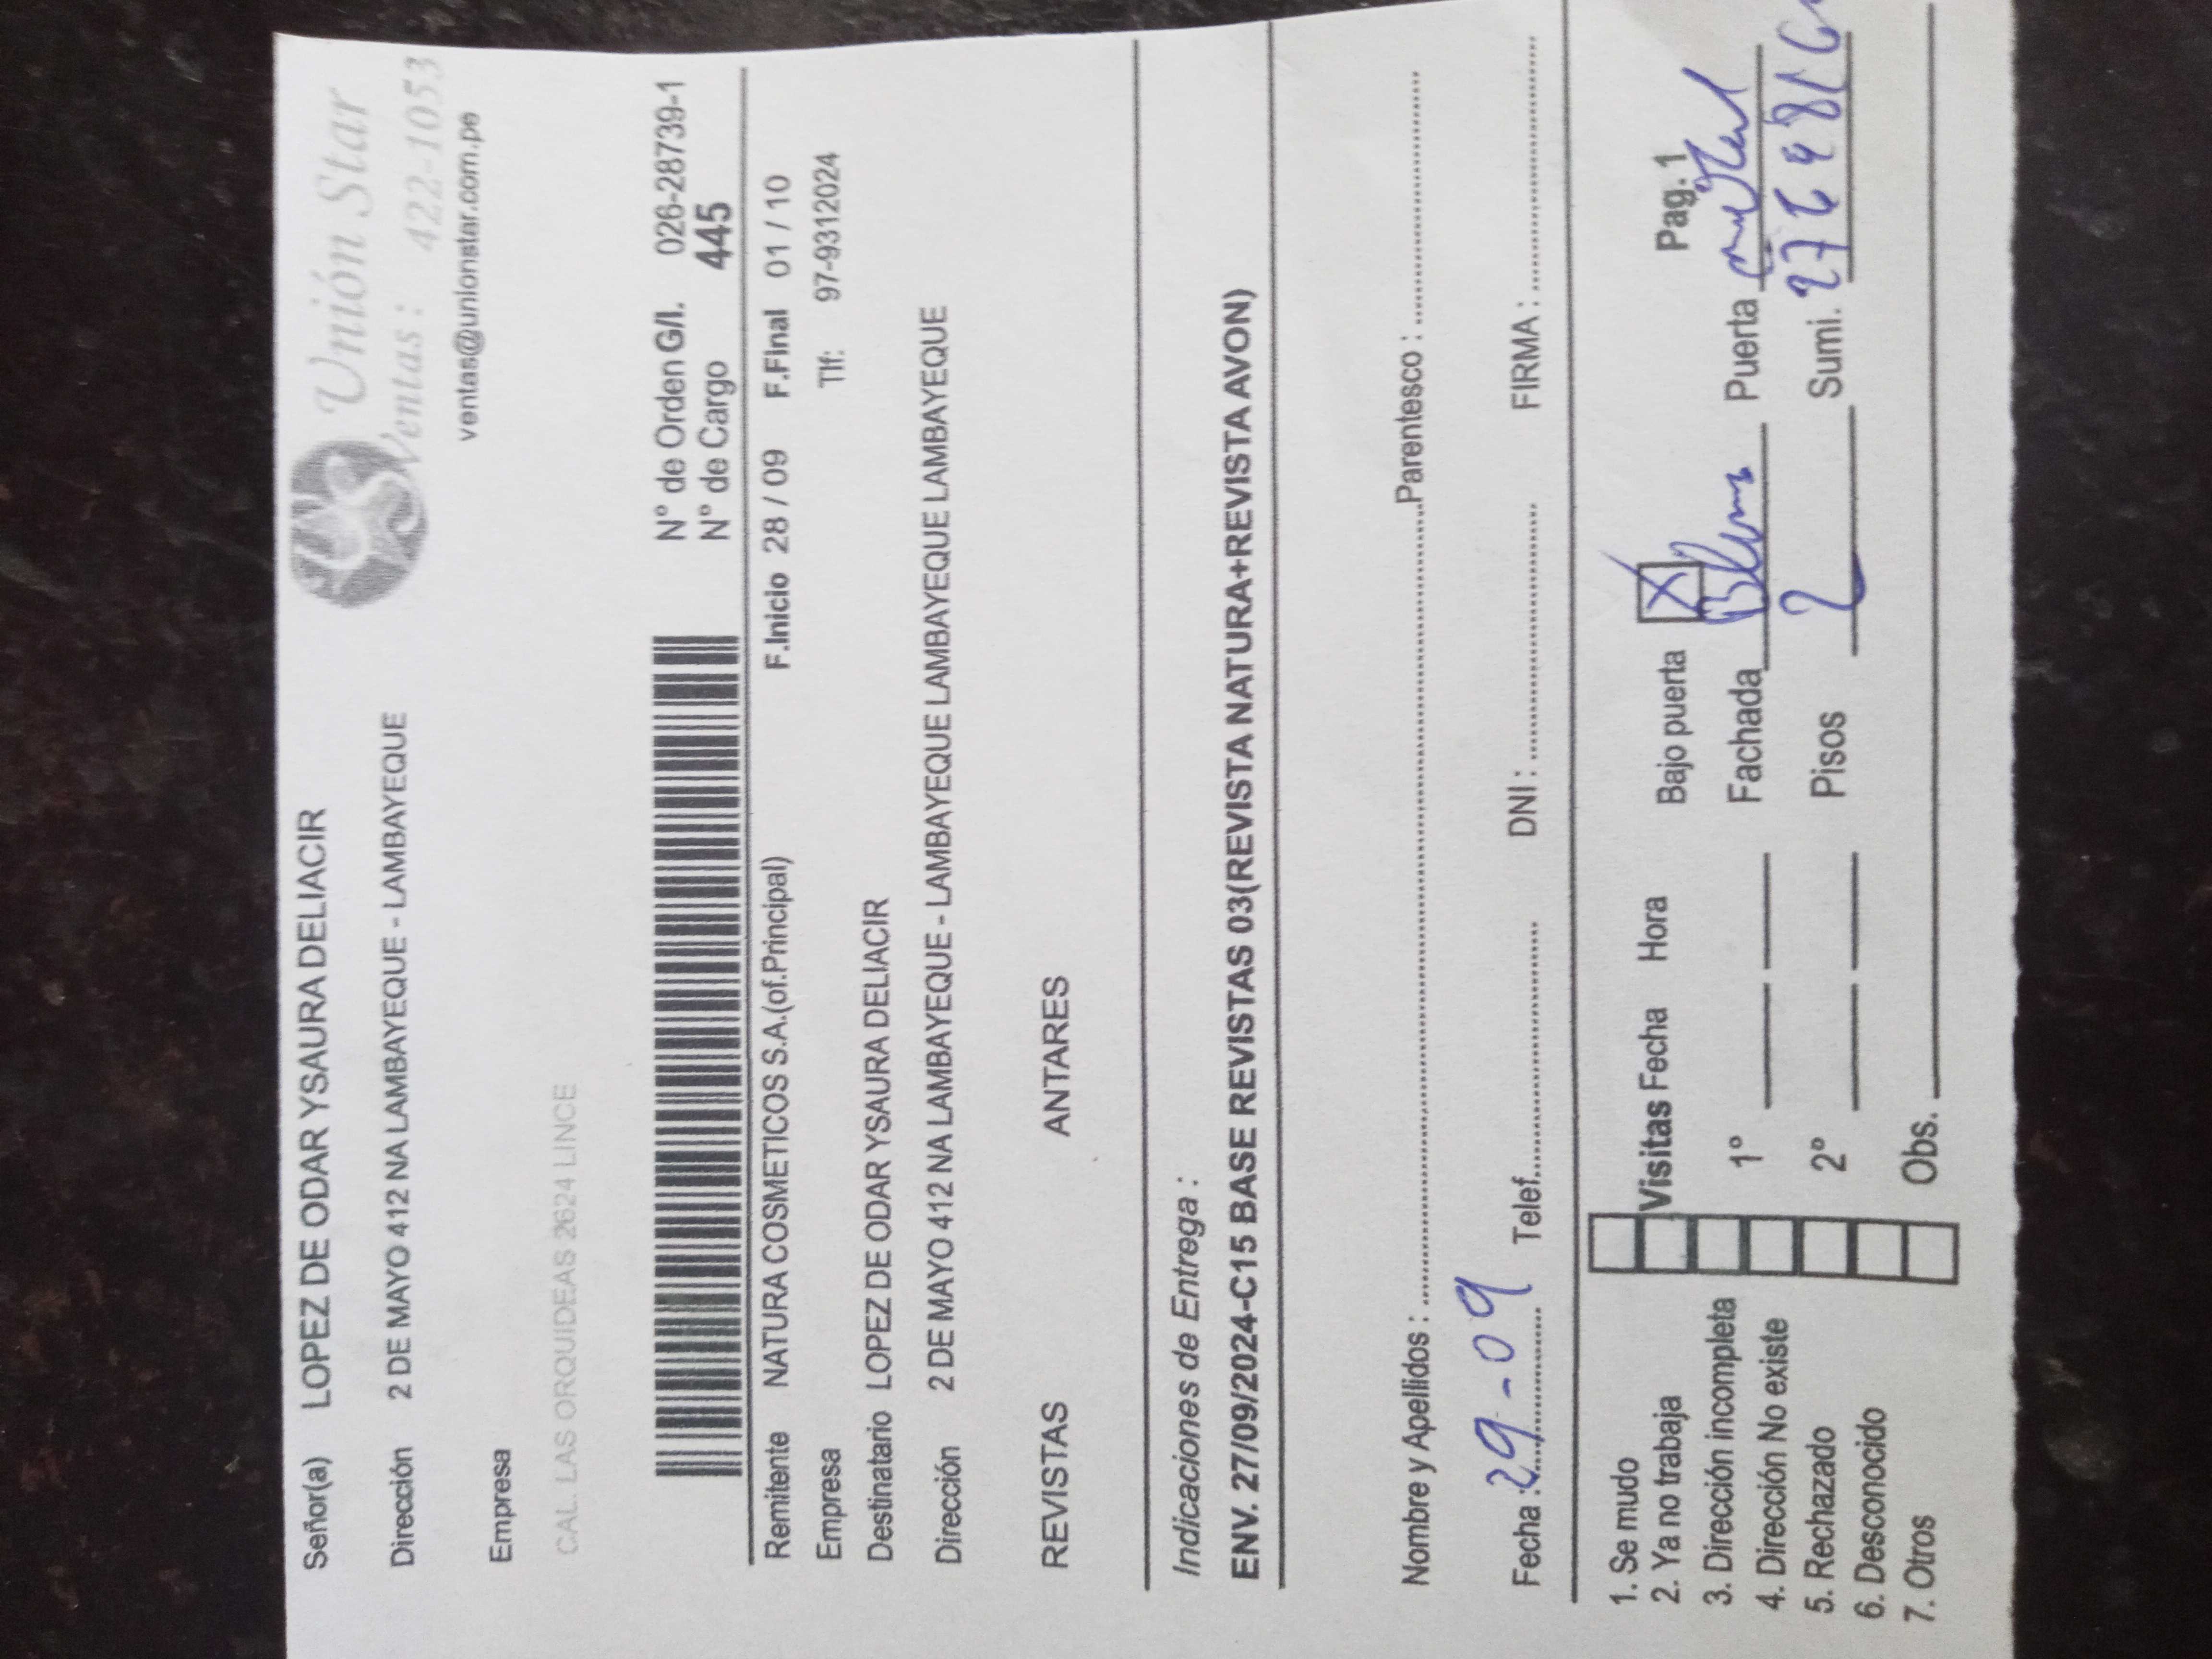 Señor(a) LOPEZ DE ODAR YSAURA DELIACIR
Unión Star
Ventas : 422-1053
Dirección 2 DE MAYO 412 NA LAMBAYEQUE - LAMBAYEQUE
ventas@unionstar.com.pe
Empresa
CAL. LAS ORQUIDEAS 2624 LINCE
N° de Orden G/I. 026-28739-1
N° de Cargo 445
Remitente NATURA COSMETICOS S.A.(of.Principal) F.Inicio 28 / 09 F.Final 01 / 10
Empresa Tlf: 97-9312024
Destinatario LOPEZ DE ODAR YSAURA DELIACIR
Dirección 2 DE MAYO 412 NA LAMBAYEQUE - LAMBAYEQUE LAMBAYEQUE LAMBAYEQUE
REVISTAS ANTARES
Indicaciones de Entrega :
ENV. 27/09/2024-C15 BASE REVISTAS 03(REVISTA NATURA+REVISTA AVON)
Nombre y Apellidos : Parentesco :
Fecha : 29-09 Telef. DNI : FIRMA :
1. Se mudo
2. Ya no trabaja Visitas Fecha Hora Bajo puerta X Pag. 1
3. Dirección incompleta 1° Fachada Puerta
4. Dirección No existe
5. Rechazado 2° Pisos 2 Sumi.
6. Desconocido
7. Otros Obs.